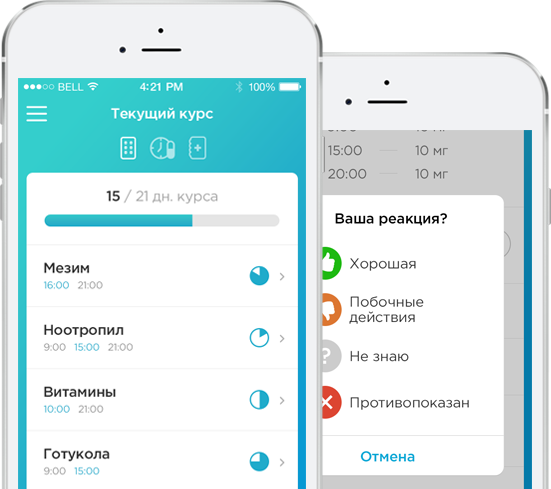 BELL 4:21 PM 100%
Текущий курс
15 / 21 дн. курса
Мезим
16:00 21:00
Ноотропил
9:00 15:00 21:00
Витамины
10:00 21:00
Готукола
9:00 15:00
15:00 10 мг
20:00 10 мг
Ваша реакция?
Хорошая
Побочные
действия
Не знаю
Противопоказан
Отмена